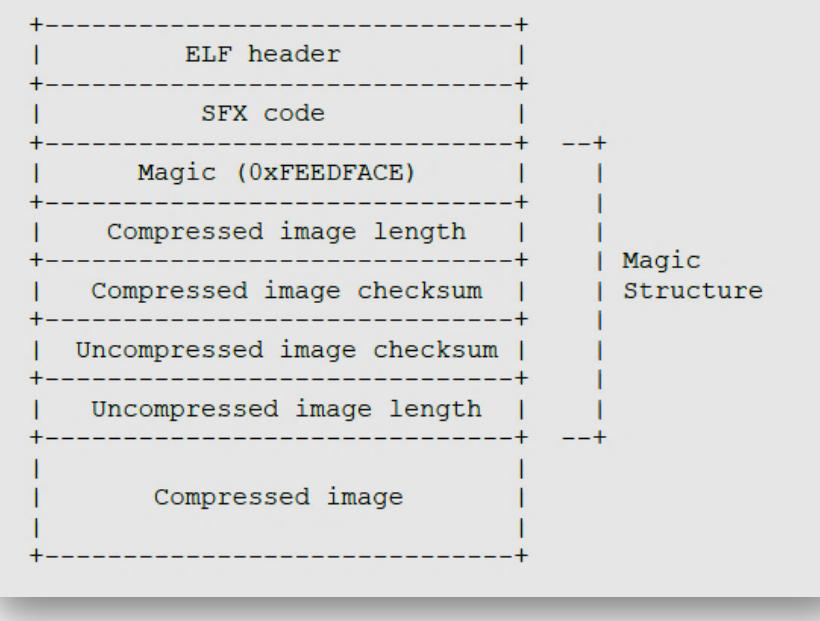 +------------------------------+
|          ELF header          |
+------------------------------+
|           SFX code           |
+------------------------------+  --+
|      Magic (0xFEEDFACE)      |    |
+------------------------------+    |
|    Compressed image length   |    |
+------------------------------+    | Magic
|   Compressed image checksum  |    | Structure
+------------------------------+    |
|  Uncompressed image checksum |    |
+------------------------------+    |
|   Uncompressed image length  |    |
+------------------------------+  --+
|                              |
|       Compressed image       |
|                              |
+------------------------------+